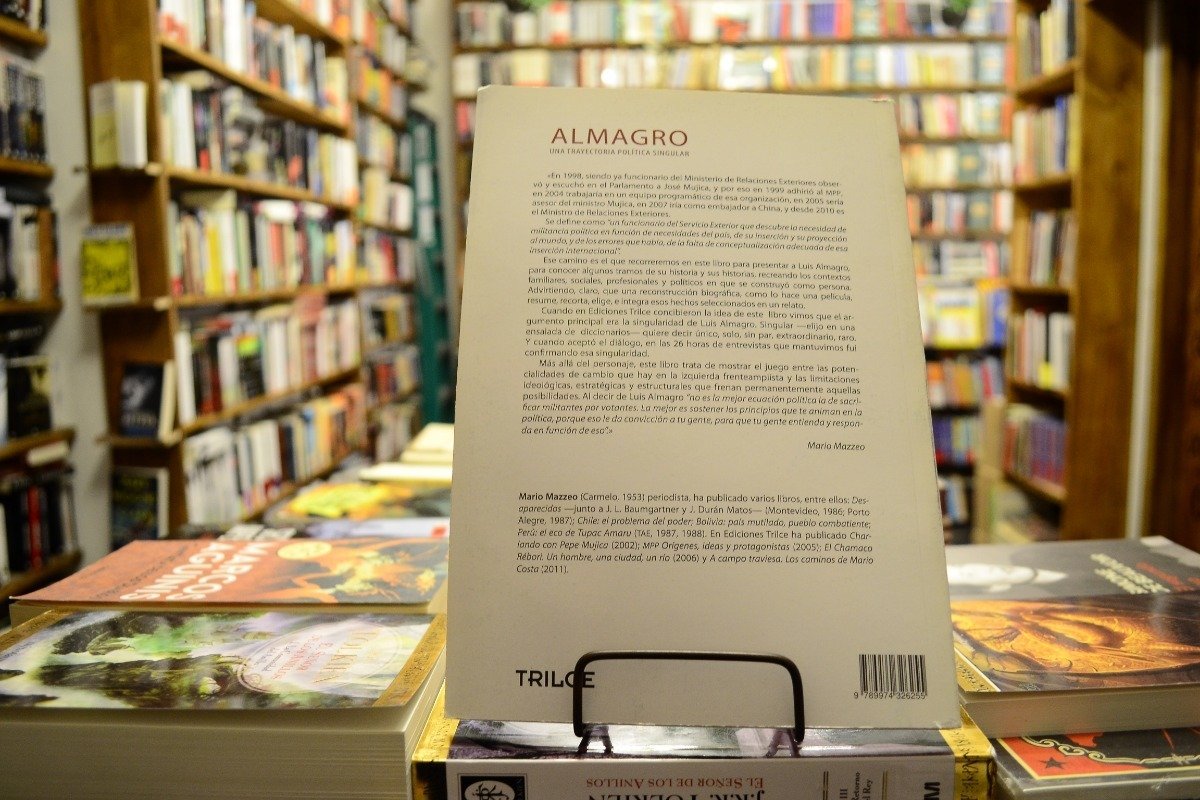 ALMAGRO
UNA TRAYECTORIA POLÍTICA SINGULAR
«En 1998, siendo ya funcionario del Ministerio de Relaciones Exteriores obser-
vó y escuchó en el Parlamento a José Mujica, y por eso en 1999 adhirió al MPP,
en 2004 trabajaría en un equipo programático de esa organización, en 2005 sería
asesor del ministro Mujica, en 2007 iría como embajador a China, y desde 2010 es
el Ministro de Relaciones Exteriores.
Se define como "un funcionario del Servicio Exterior que descubre la necesidad de
militancia política en función de necesidades del país, de su inserción y su proyección
al mundo, y de los errores que había, de la falta de conceptualización adecuada de esa
inserción internacional".
Ese camino es el que recorreremos en este libro para presentar a Luis Almagro,
para conocer algunos tramos de su historia y sus historias, recreando los contextos
familiares, sociales, profesionales y políticos en que se construyó como persona.
Advirtiendo, claro, que una reconstrucción biográfica, como lo hace una película,
resume, recorta, elige, e integra esos hechos seleccionados en un relato.
Cuando en Ediciones Trilce concibieron la idea de este libro vimos que el ar-
gumento principal era la singularidad de Luis Almagro. Singular —elijo en una
ensalada de diccionarios— quiere decir único, solo, sin par, extraordinario, raro.
Y cuando aceptó el diálogo, en las 26 horas de entrevistas que mantuvimos fui
confirmando esa singularidad.
Más allá del personaje, este libro trata de mostrar el juego entre las poten-
cialidades de cambio que hay en la izquierda frenteamplista y las limitaciones
ideológicas, estratégicas y estructurales que frenan permanentemente aquellas
posibilidades. Al decir de Luis Almagro "no es la mejor ecuación política la de sacri-
ficar militantes por votantes. La mejor es sostener los principios que te animan en la
política, porque eso le da convicción a tu gente, para que tu gente entienda y respon-
da en función de eso".»
Mario Mazzeo
Mario Mazzeo (Carmelo, 1953) periodista, ha publicado varios libros, entre ellos: Des-
aparecidos —junto a J. L. Baumgartner y J. Durán Matos— (Montevideo, 1986; Porto
Alegre, 1987); Chile: el problema del poder; Bolivia: país mutilado, pueblo combatiente;
Perú: el eco de Tupac Amaru (TAE, 1987, 1988). En Ediciones Trilce ha publicado Char-
lando con Pepe Mujica (2002); MPP Orígenes, ideas y protagonistas (2005); El Chamaco
Rébori. Un hombre, una ciudad, un río (2006) y A campo traviesa. Los caminos de Mario
Costa (2011).
TRILCE
9 789974 326255
MARCOS
AGUINIS
EL SEÑOR DE LOS ANILLOS
J.R.R. TOLKIEN
III